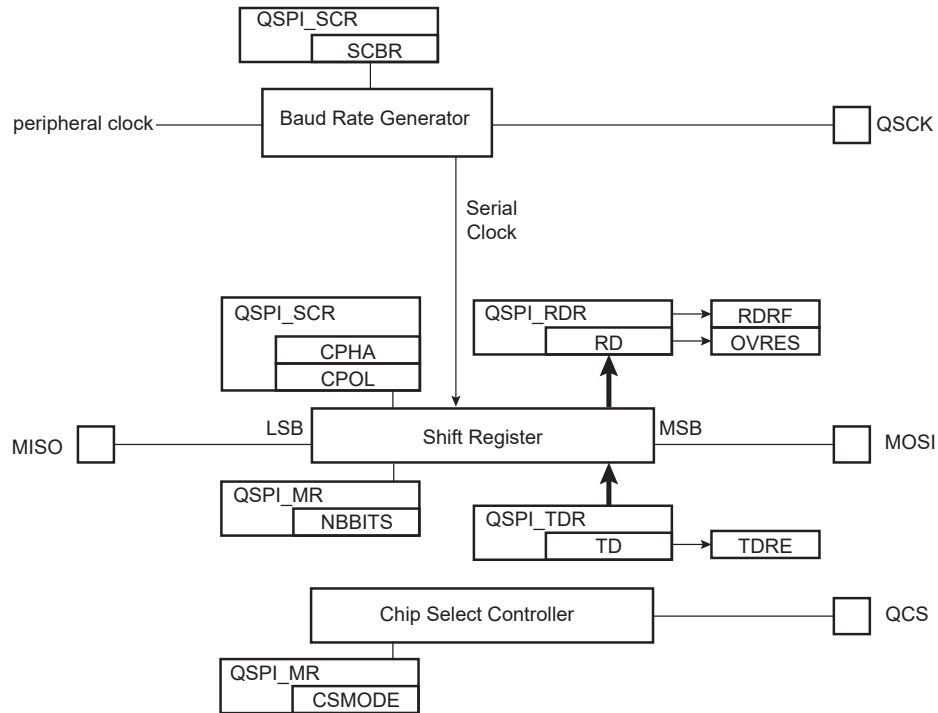 QSPI_SCR
SCBR
peripheral clock
Baud Rate Generator
QSCK
Serial
Clock
QSPI_SCR
CPHA
CPOL
QSPI_RDR
RD
RDRF
OVRES
MISO
LSB
Shift Register
MSB
MOSI
QSPI_MR
NBBITS
QSPI_TDR
TD
TDRE
Chip Select Controller
QCS
QSPI_MR
CSMODE